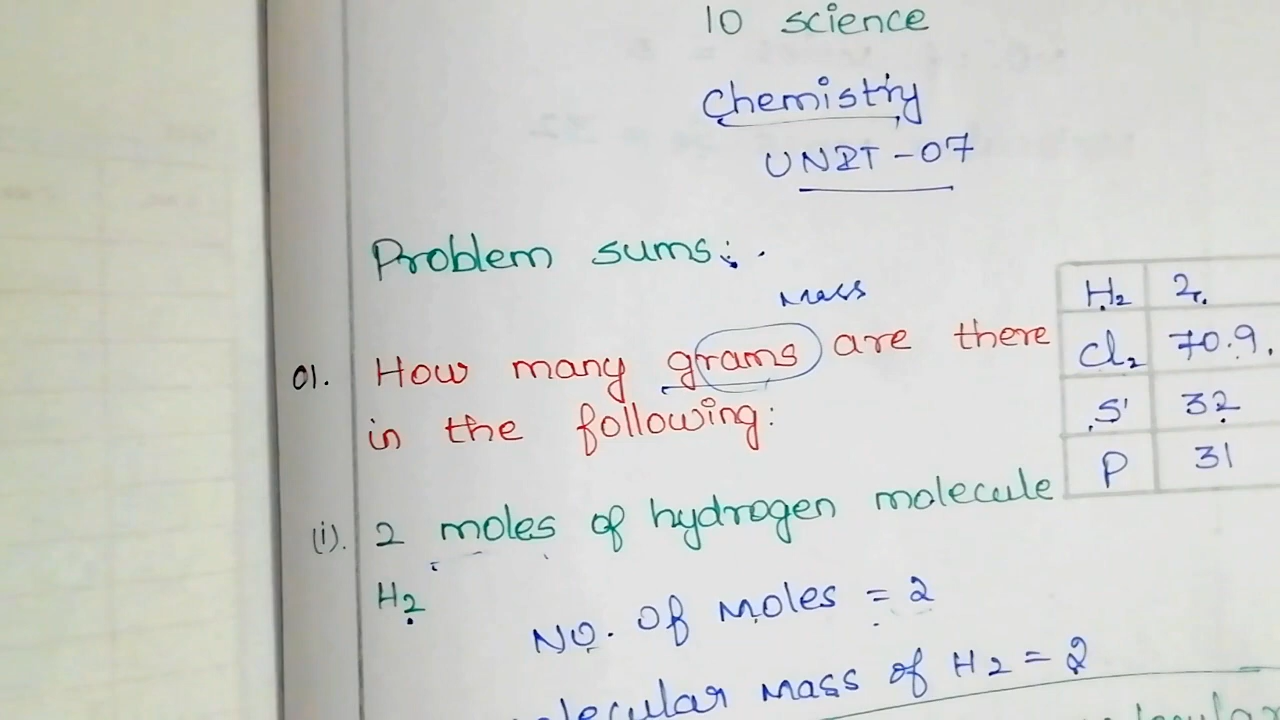 10 science
Chemistry
UNIT-07
Problem sums:
Mass
01. How many grams are there
in the following:
H2 2
Cl2 70.9
S 32
P 31
(i). 2 moles of hydrogen molecule
H2
NO. of moles = 2
mass of H2 = 2